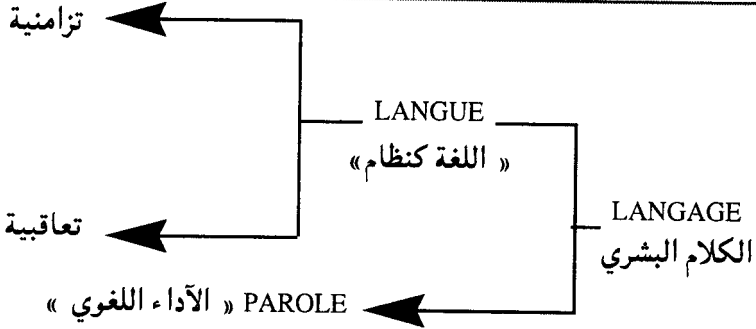 تزامنية
LANGUE
« اللغة كنظام »
تعاقبية
LANGAGE
الكلام البشري
PAROLE « الآداء اللغوي »